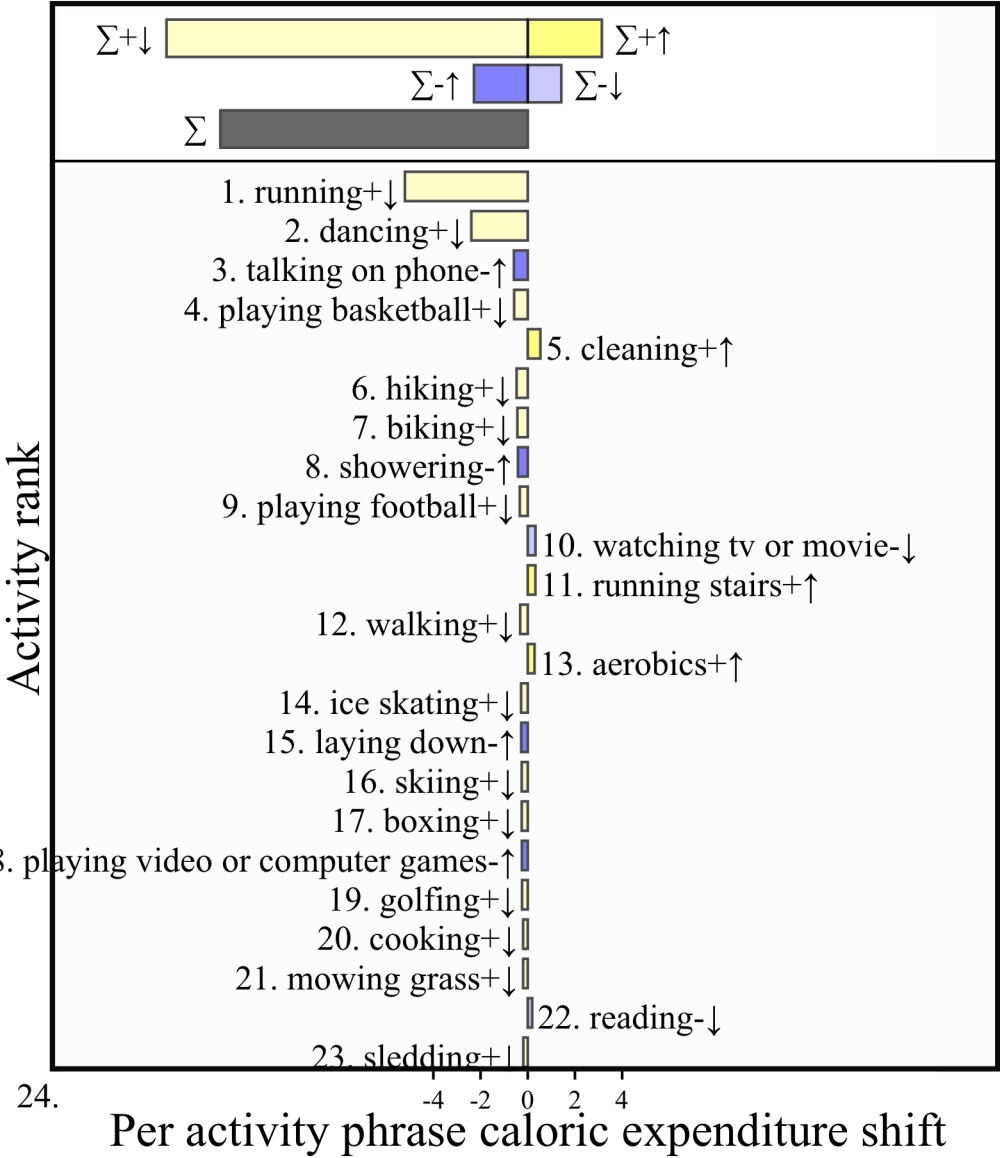 ∑+↓
∑+↑
∑-↑
∑-↓
∑
1. running+↓
2. dancing+↓
3. talking on phone-↑
4. playing basketball+↓
5. cleaning+↑
6. hiking+↓
7. biking+↓
8. showering-↑
9. playing football+↓
10. watching tv or movie-↓
11. running stairs+↑
12. walking+↓
13. aerobics+↑
14. ice skating+↓
15. laying down-↑
16. skiing+↓
17. boxing+↓
8. playing video or computer games-↑
19. golfing+↓
20. cooking+↓
21. mowing grass+↓
22. reading-↓
23. sledding+↓
24.
-4 -2 0 2 4
Per activity phrase caloric expenditure shift
Activity rank